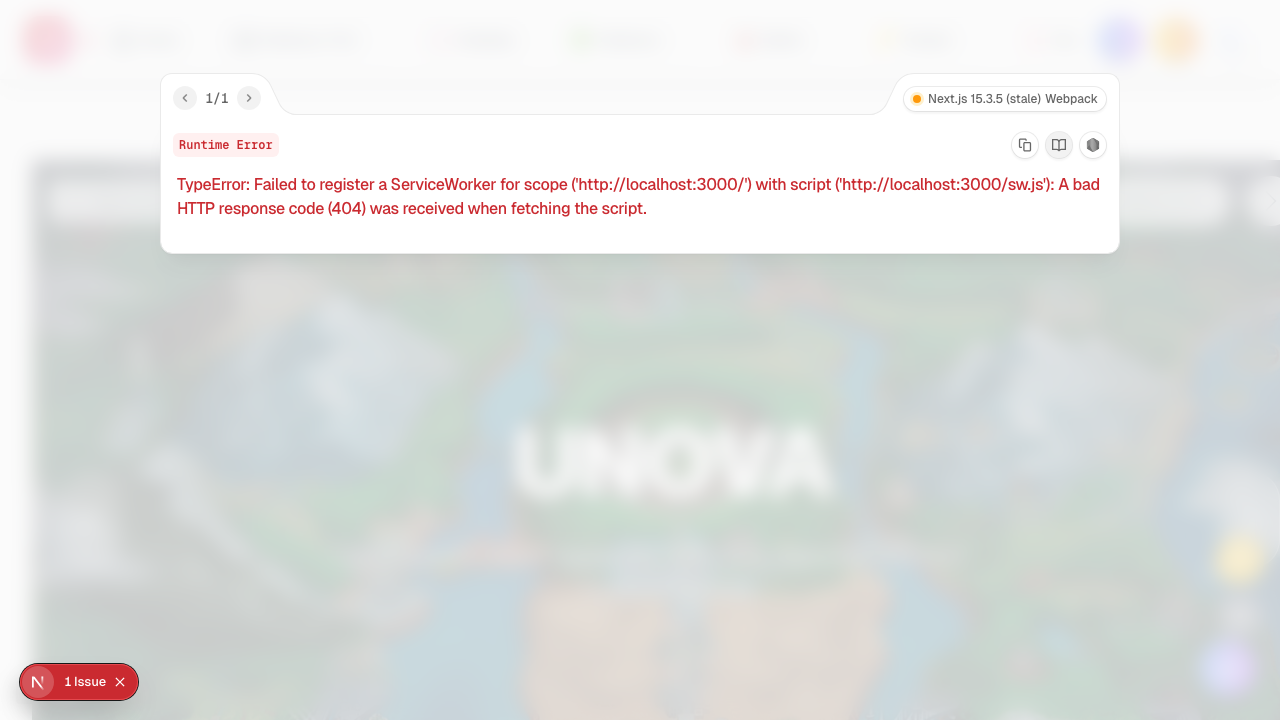 1/1
Next.js 15.3.5 (stale) Webpack
Runtime Error
TypeError: Failed to register a ServiceWorker for scope ('http://localhost:3000/') with script ('http://localhost:3000/sw.js'): A bad
HTTP response code (404) was received when fetching the script.
UNOVA
N
1 Issue